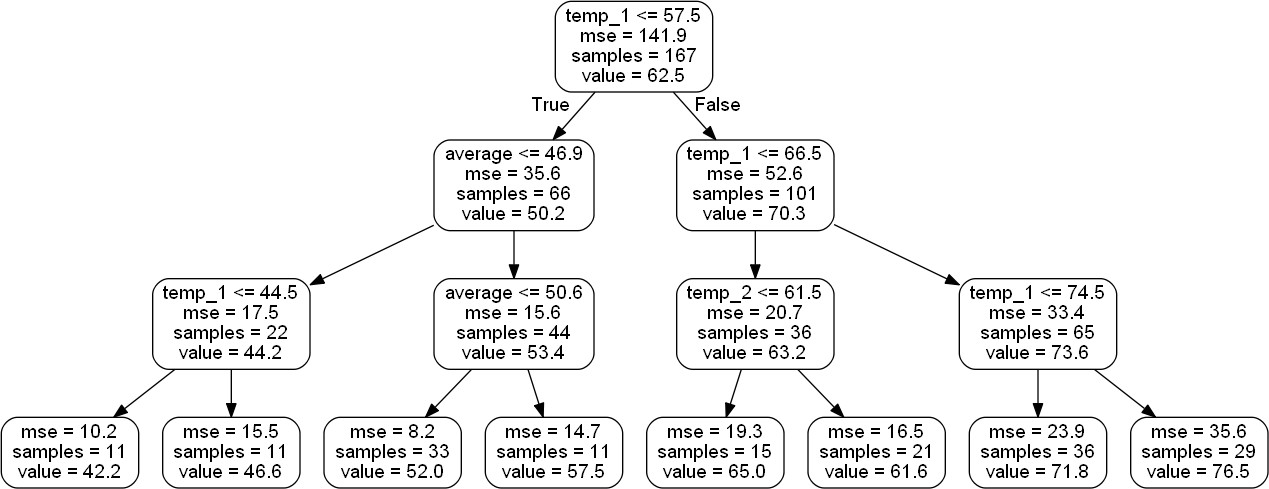 temp_1 <= 57.5
mse = 141.9
samples = 167
value = 62.5
True
False
average <= 46.9
mse = 35.6
samples = 66
value = 50.2
temp_1 <= 66.5
mse = 52.6
samples = 101
value = 70.3
temp_1 <= 44.5
mse = 17.5
samples = 22
value = 44.2
average <= 50.6
mse = 15.6
samples = 44
value = 53.4
temp_2 <= 61.5
mse = 20.7
samples = 36
value = 63.2
temp_1 <= 74.5
mse = 33.4
samples = 65
value = 73.6
mse = 10.2
samples = 11
value = 42.2
mse = 15.5
samples = 11
value = 46.6
mse = 8.2
samples = 33
value = 52.0
mse = 14.7
samples = 11
value = 57.5
mse = 19.3
samples = 15
value = 65.0
mse = 16.5
samples = 21
value = 61.6
mse = 23.9
samples = 36
value = 71.8
mse = 35.6
samples = 29
value = 76.5